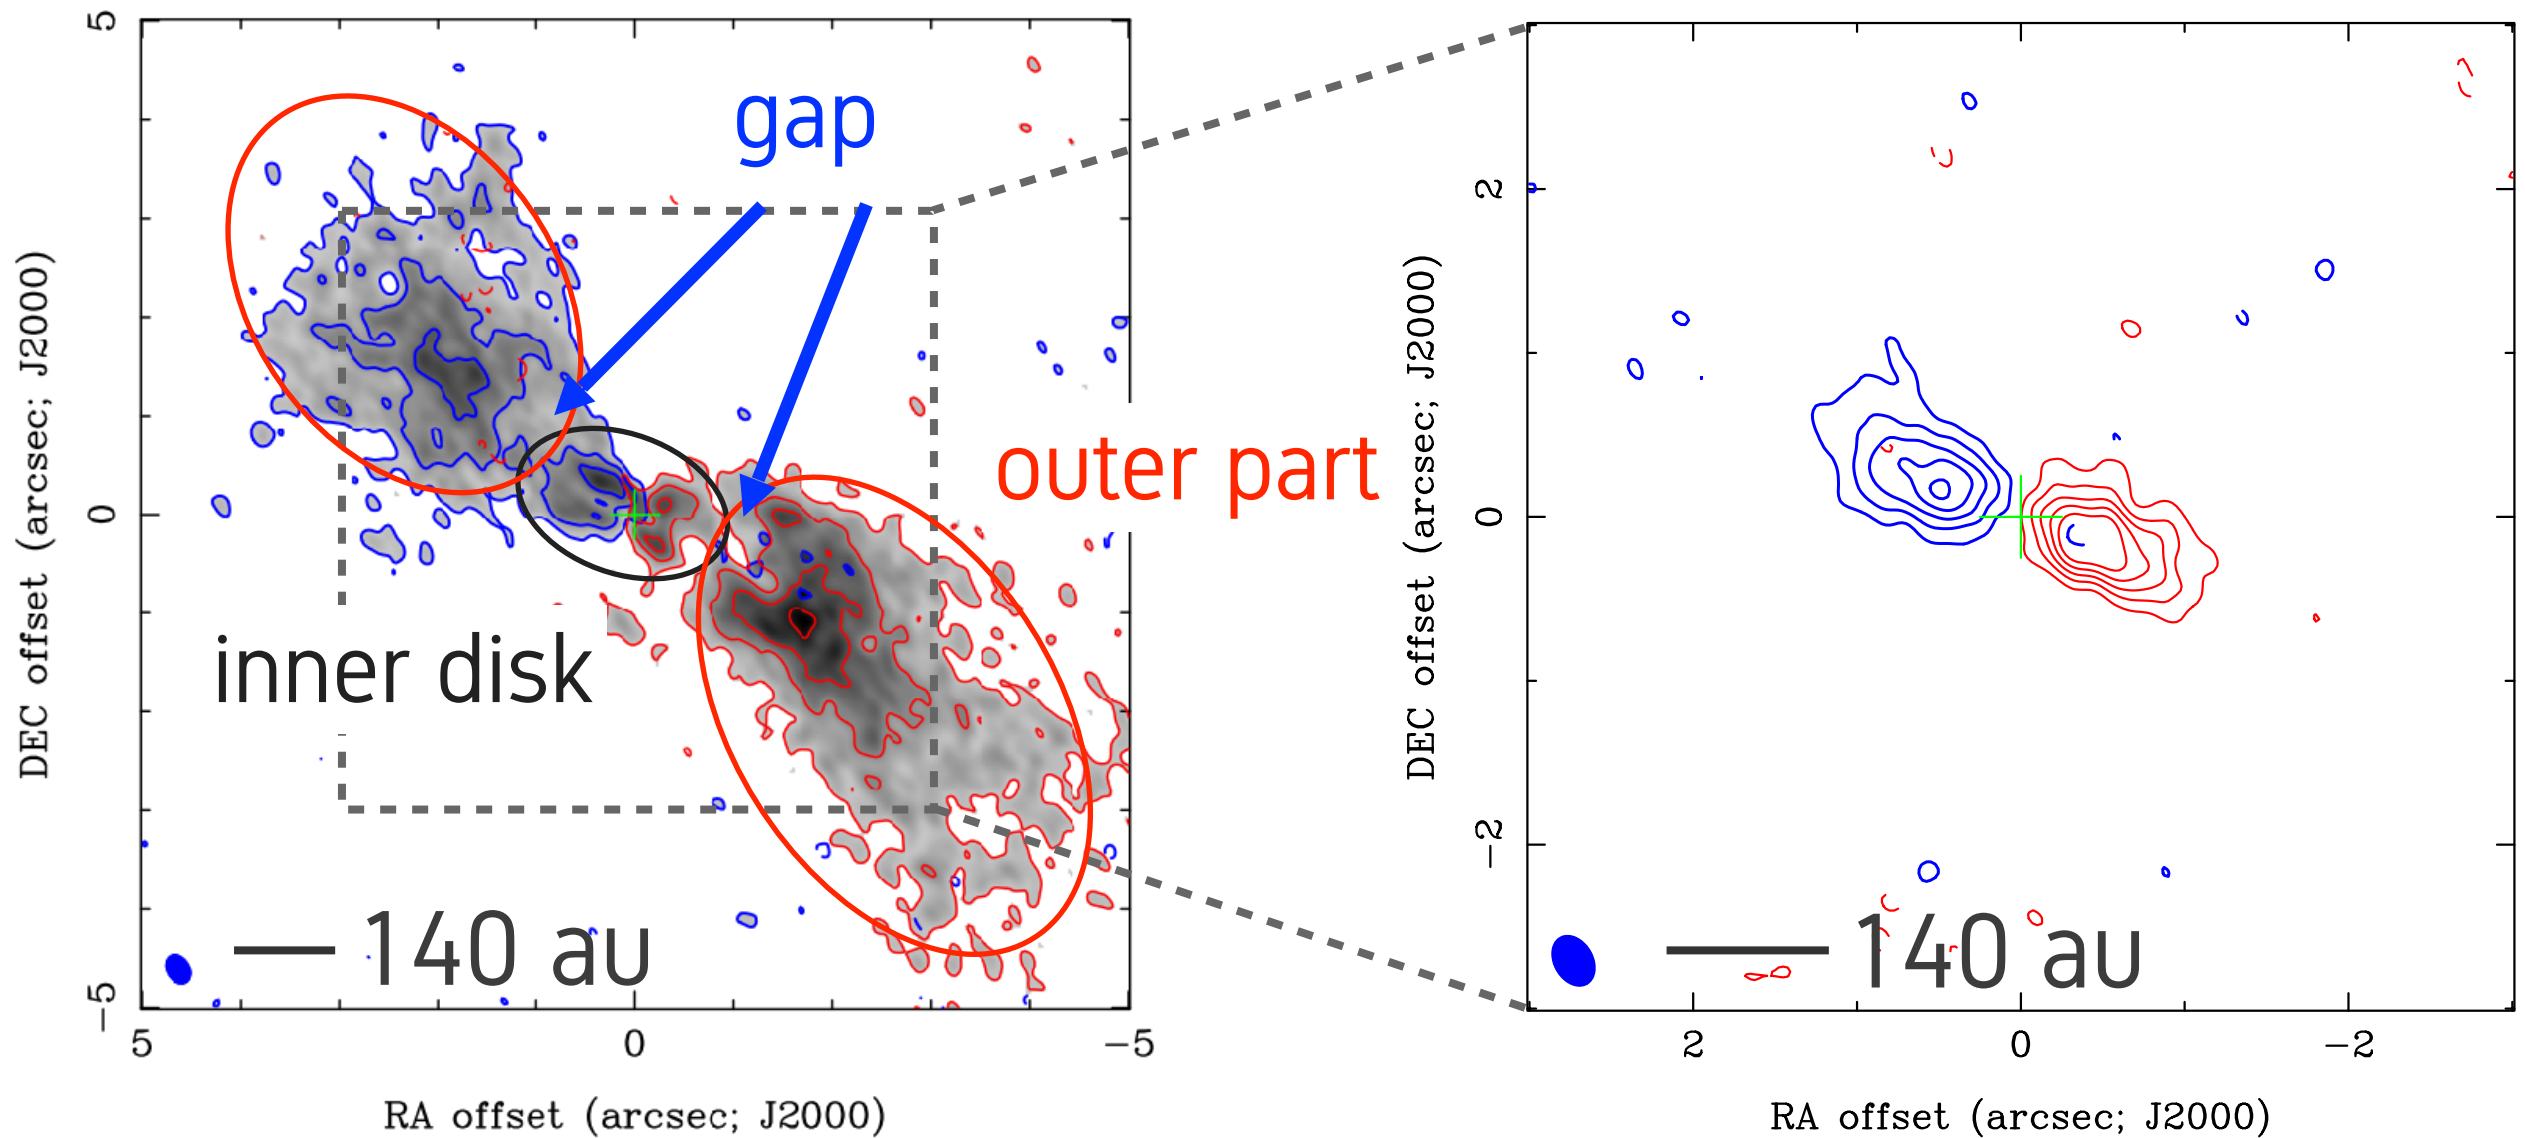 5
0
−5
DEC offset (arcsec; J2000)
gap
outer part
inner disk
140 au
5
0
−5
RA offset (arcsec; J2000)
2
0
−2
DEC offset (arcsec; J2000)
140 au
2
0
−2
RA offset (arcsec; J2000)